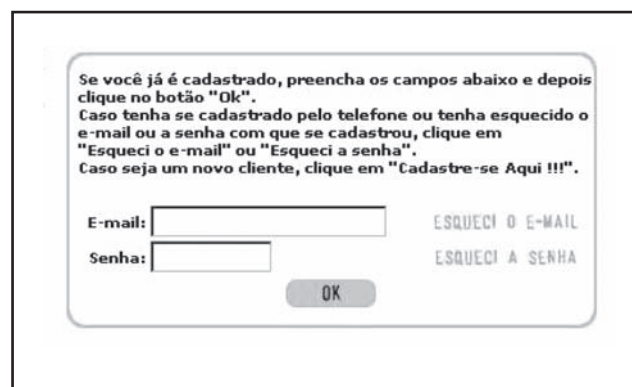 Se você já é cadastrado, preencha os campos abaixo e depois
clique no botão "Ok".
Caso tenha se cadastrado pelo telefone ou tenha esquecido o
e-mail ou a senha com que se cadastrou, clique em
"Esqueci o e-mail" ou "Esqueci a senha".
Caso seja um novo cliente, clique em "Cadastre-se Aqui !!!".
E-mail: ESQUECI O E-MAIL
Senha: ESQUECI A SENHA
OK